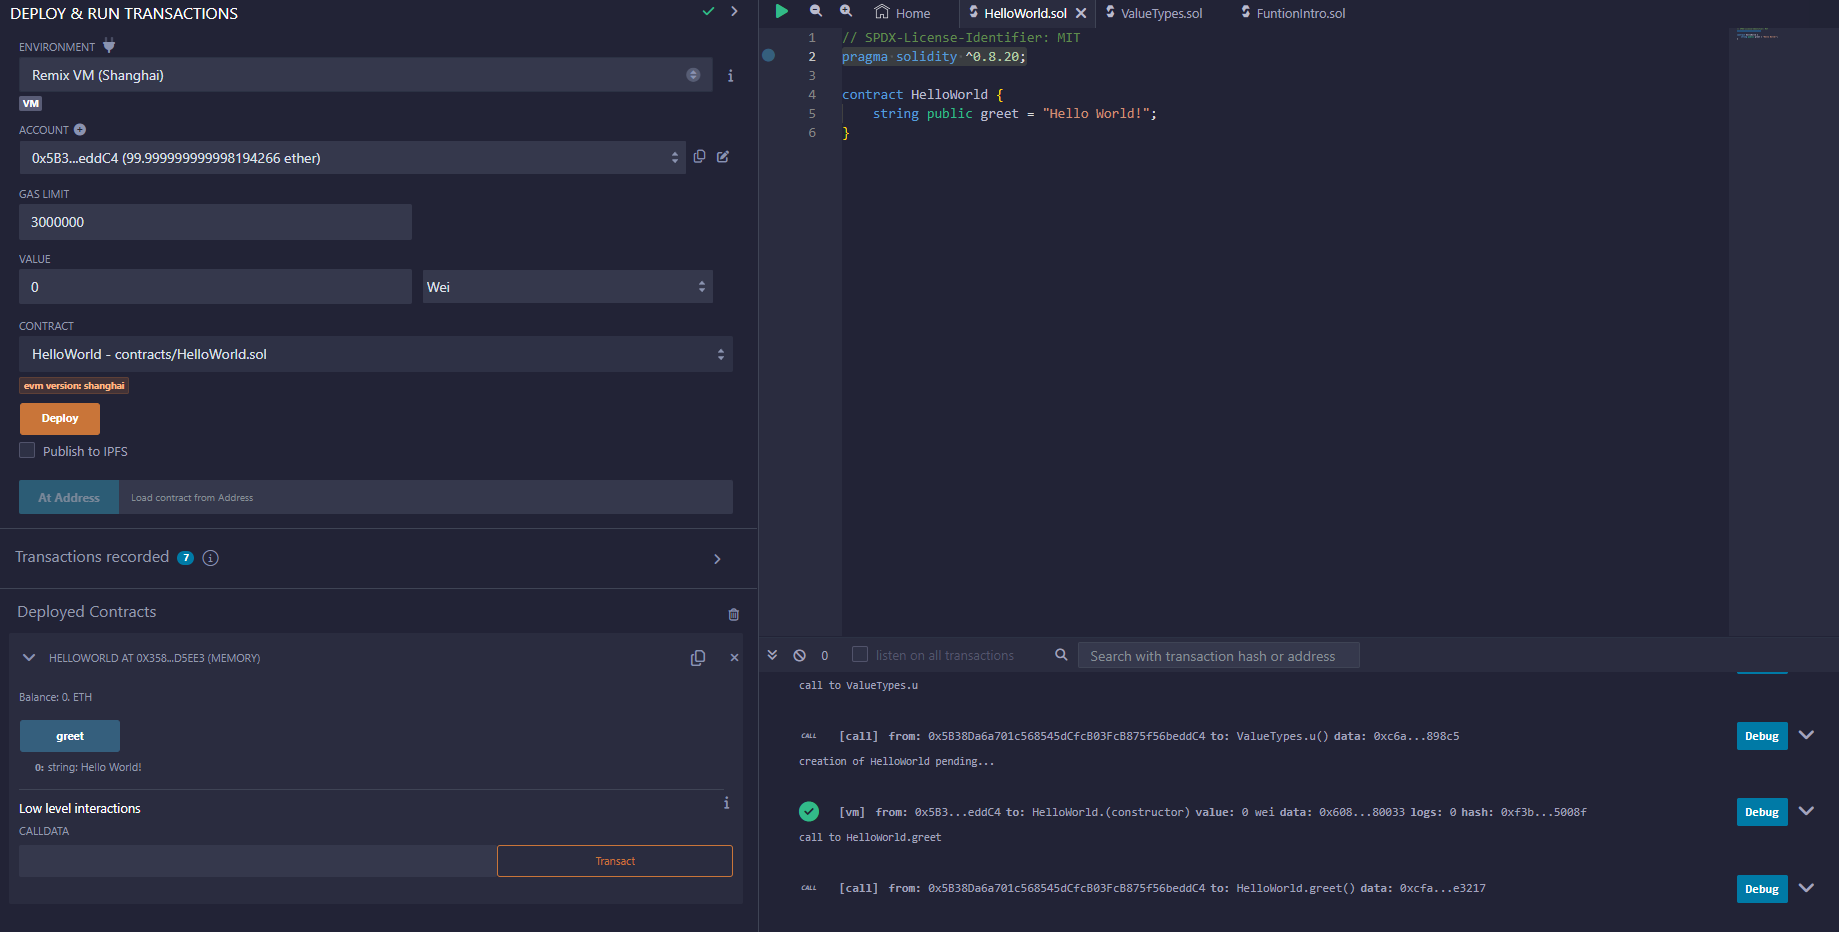 DEPLOY & RUN TRANSACTIONS
ENVIRONMENT
Remix VM (Shanghai)
VM
ACCOUNT
0x5B3...eddC4 (99.999999999998194266 ether)
GAS LIMIT
3000000
VALUE
0
Wei
CONTRACT
HelloWorld - contracts/HelloWorld.sol
evm version: shanghai
Deploy
Publish to IPFS
At Address
Load contract from Address
Transactions recorded 7
Deployed Contracts
HELLOWORLD AT 0X358...D5EE3 (MEMORY)
Balance: 0. ETH
greet
0: string: Hello World!
Low level interactions
CALLDATA
Transact
Home
HelloWorld.sol
ValueTypes.sol
FuntionIntro.sol
1 // SPDX-License-Identifier: MIT
2 pragma solidity ^0.8.20;
3
4 contract HelloWorld {
5 string public greet = "Hello World!";
6 }
0
listen on all transactions
Search with transaction hash or address
call to ValueTypes.u
CALL [call] from: 0x5B38Da6a701c568545dCfcB03FcB875f56beddC4 to: ValueTypes.u() data: 0xc6a...898c5
Debug
creation of HelloWorld pending...
[vm] from: 0x5B3...eddC4 to: HelloWorld.(constructor) value: 0 wei data: 0x608...80033 logs: 0 hash: 0xf3b...5008f
Debug
call to HelloWorld.greet
CALL [call] from: 0x5B38Da6a701c568545dCfcB03FcB875f56beddC4 to: HelloWorld.greet() data: 0xcfa...e3217
Debug